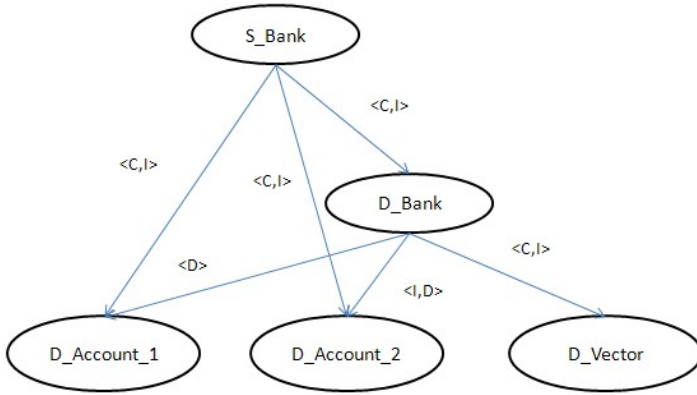 S_Bank
<C,I>
<C,I>
<C,I>
D_Bank
<C,I>
<D>
<I,D>
D_Account_1
D_Account_2
D_Vector